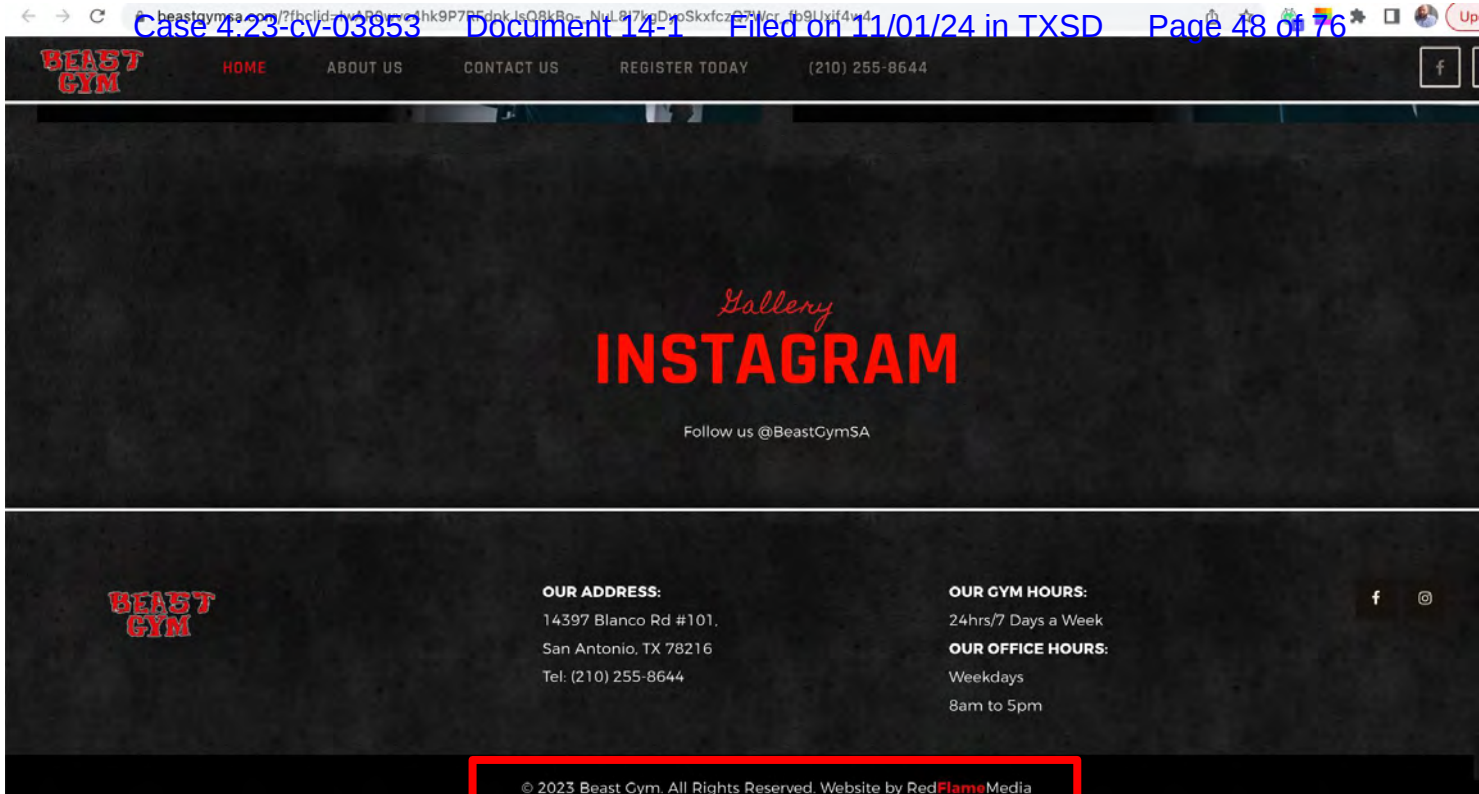 Case 4:23-cv-03853 Document 14-1 Filed on 11/01/24 in TXSD Page 48 of 76
beastgymsa.com/?fbclid=
BEAST
GYM
HOME ABOUT US CONTACT US REGISTER TODAY (210) 255-8644
Gallery
INSTAGRAM
Follow us @BeastGymSA
BEAST
GYM
OUR ADDRESS:
14397 Blanco Rd #101,
San Antonio, TX 78216
Tel: (210) 255-8644
OUR GYM HOURS:
24hrs/7 Days a Week
OUR OFFICE HOURS:
Weekdays
8am to 5pm
© 2023 Beast Gym. All Rights Reserved. Website by RedFlameMedia